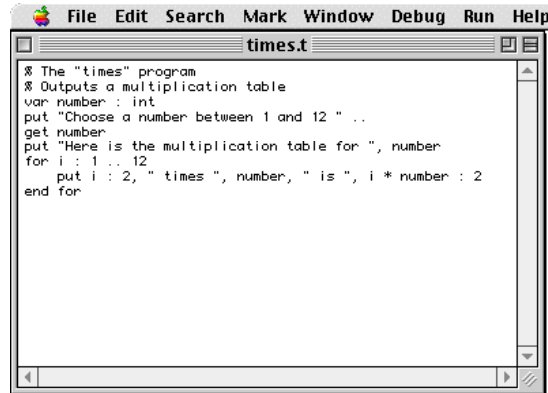 File Edit Search Mark Window Debug Run Help
times.t
% The "times" program
% Outputs a multiplication table
var number : int
put "Choose a number between 1 and 12 " ..
get number
put "Here is the multiplication table for ", number
for i : 1 .. 12
    put i : 2, " times ", number, " is ", i * number : 2
end for